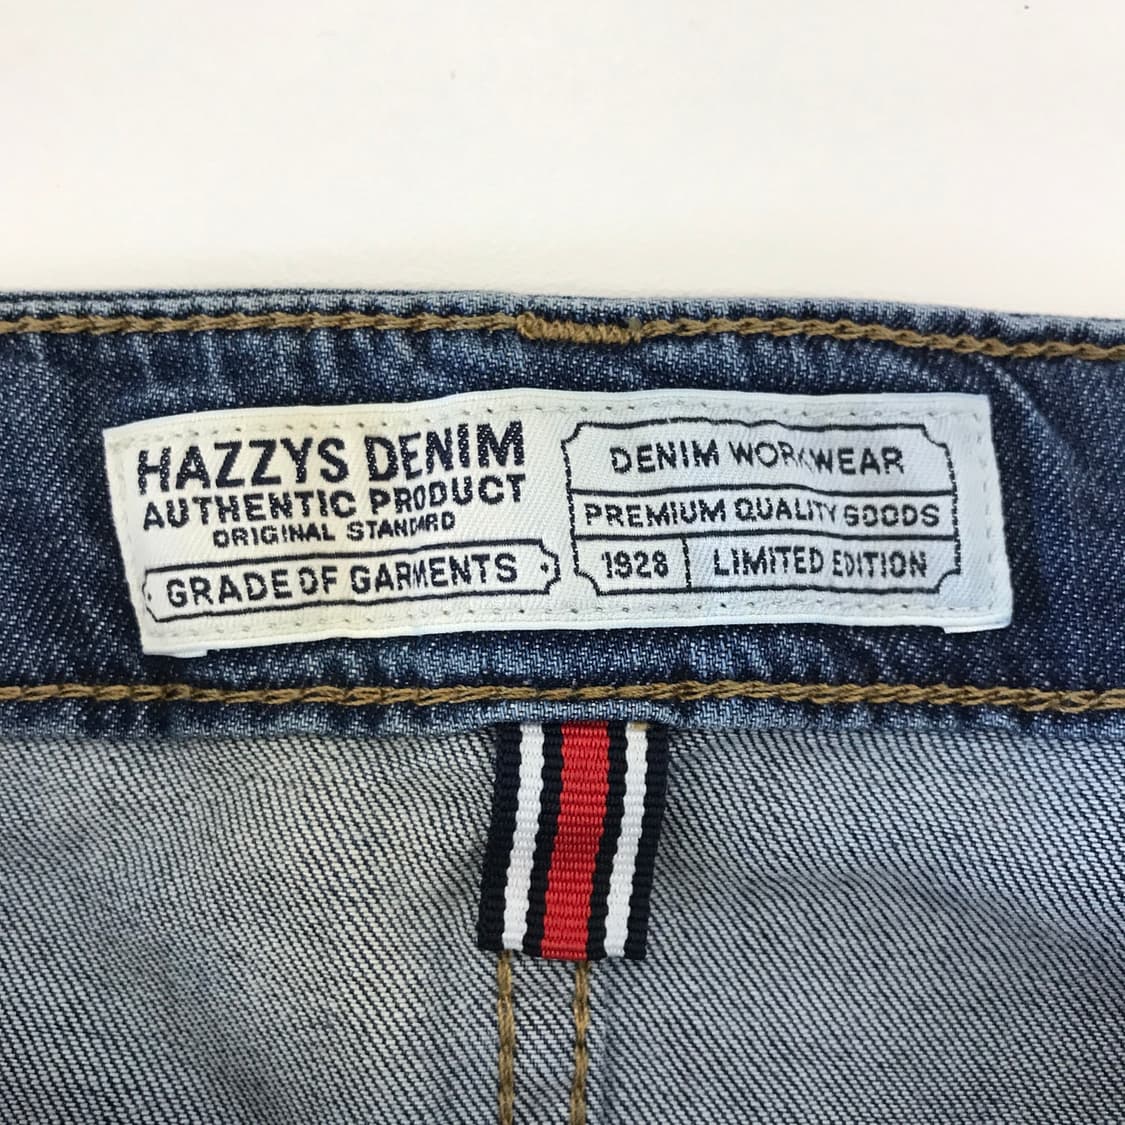 HAZZYS DENIM
AUTHENTIC PRODUCT
ORIGINAL STANDARD
GRADE OF GARMENTS
DENIM WORKWEAR
PREMIUM QUALITY GOODS
1928 LIMITED EDITION